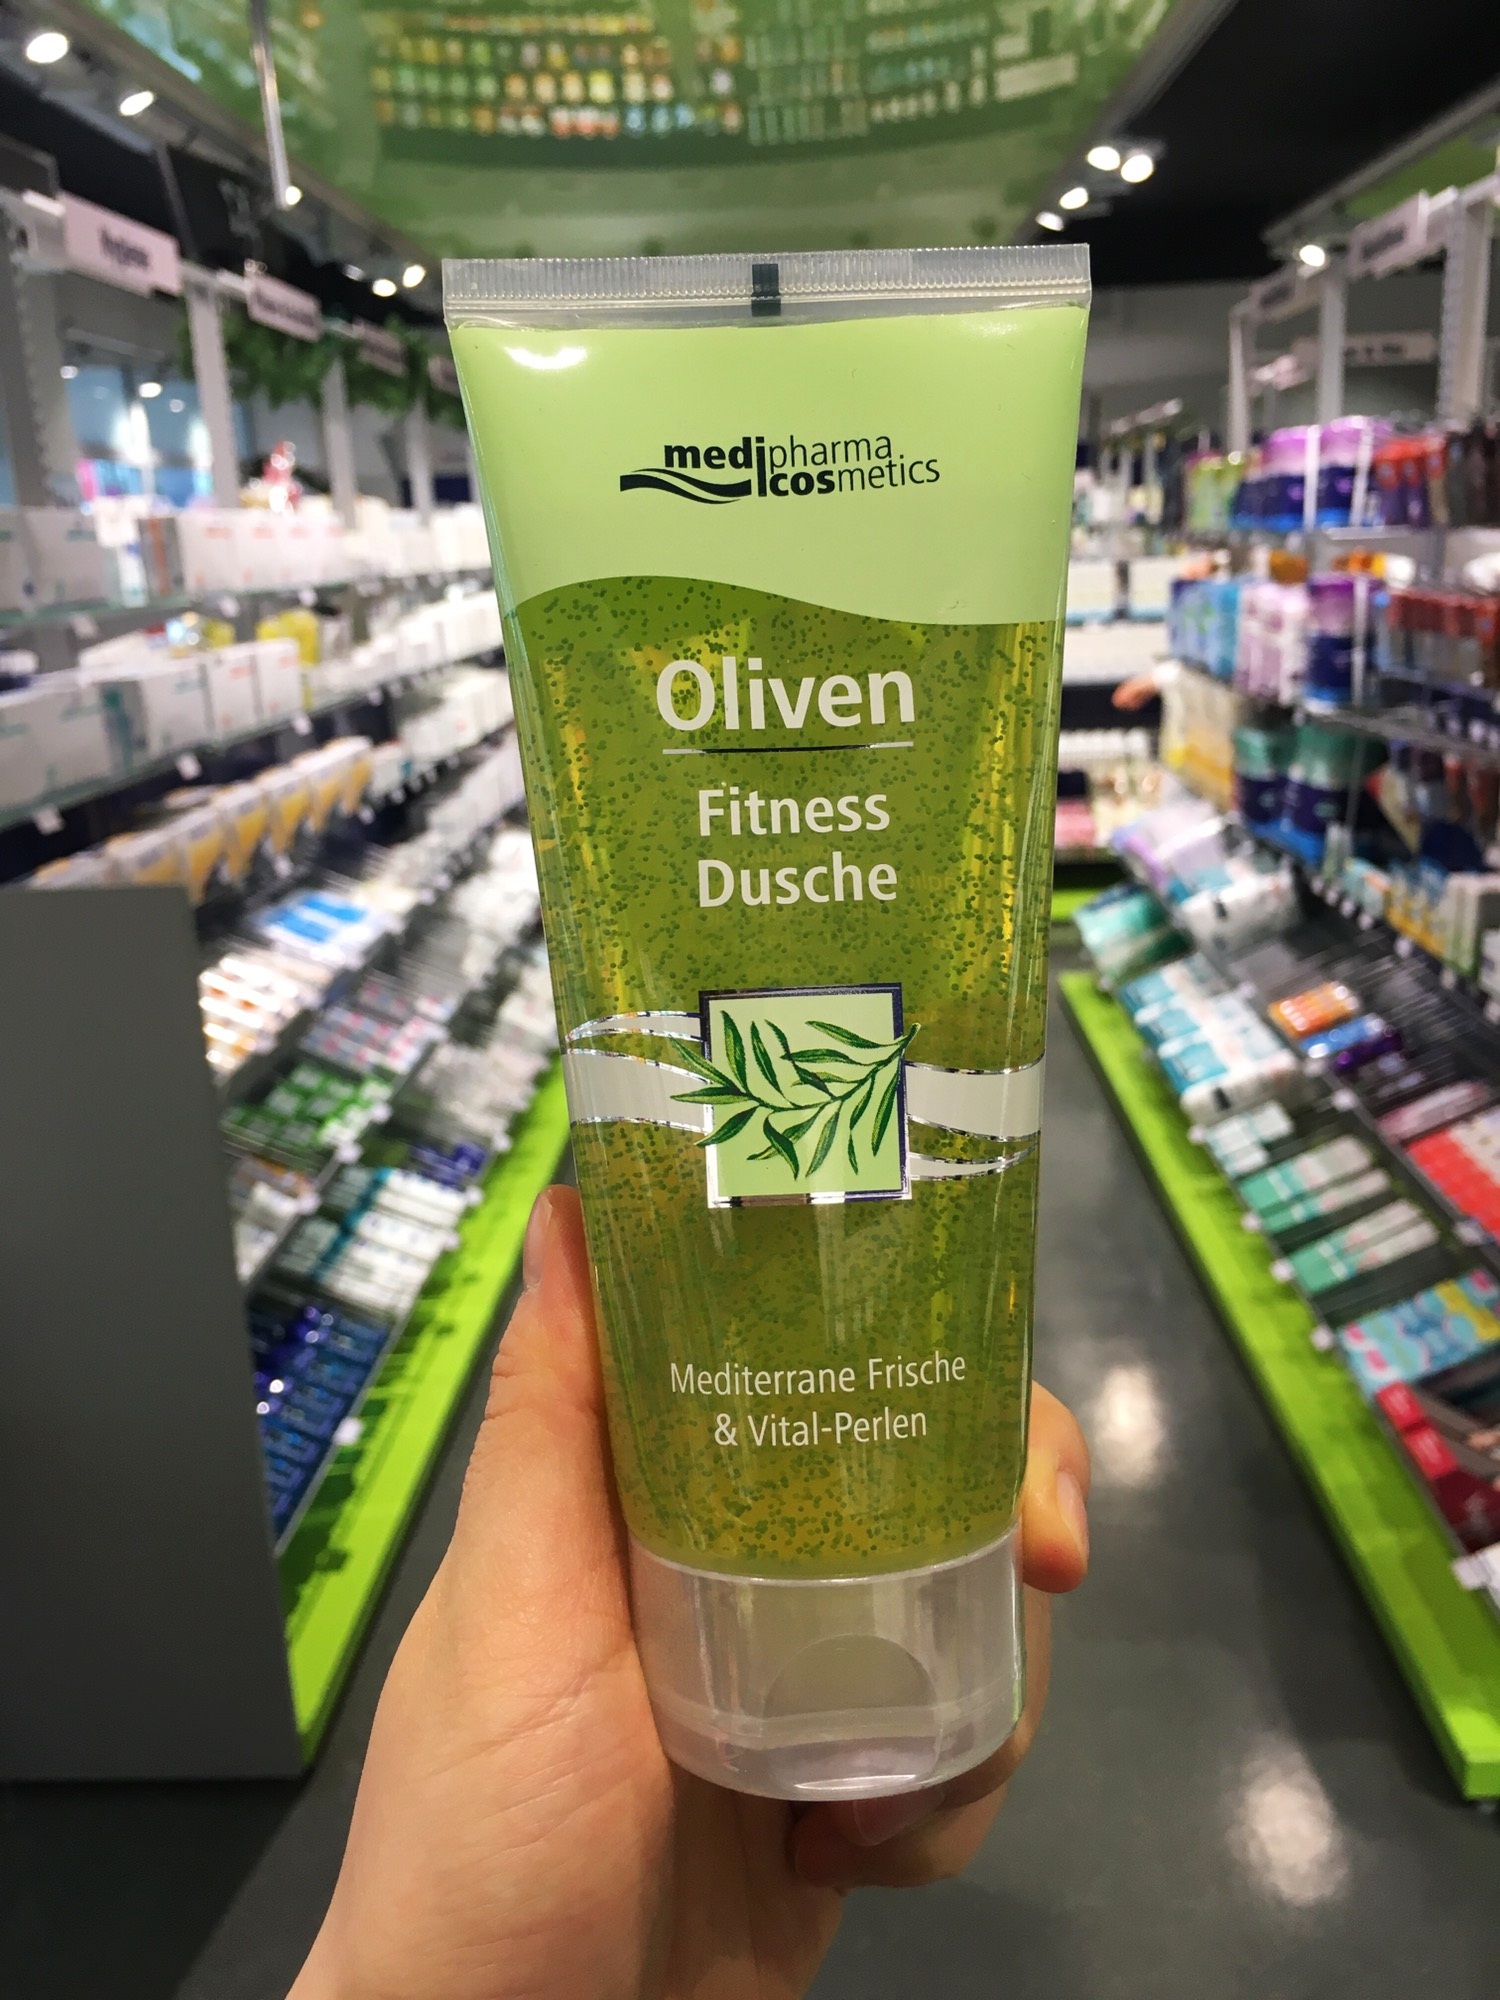 medipharma
cosmetics
Oliven
Fitness
Dusche
Mediterrane Frische
& Vital-Perlen